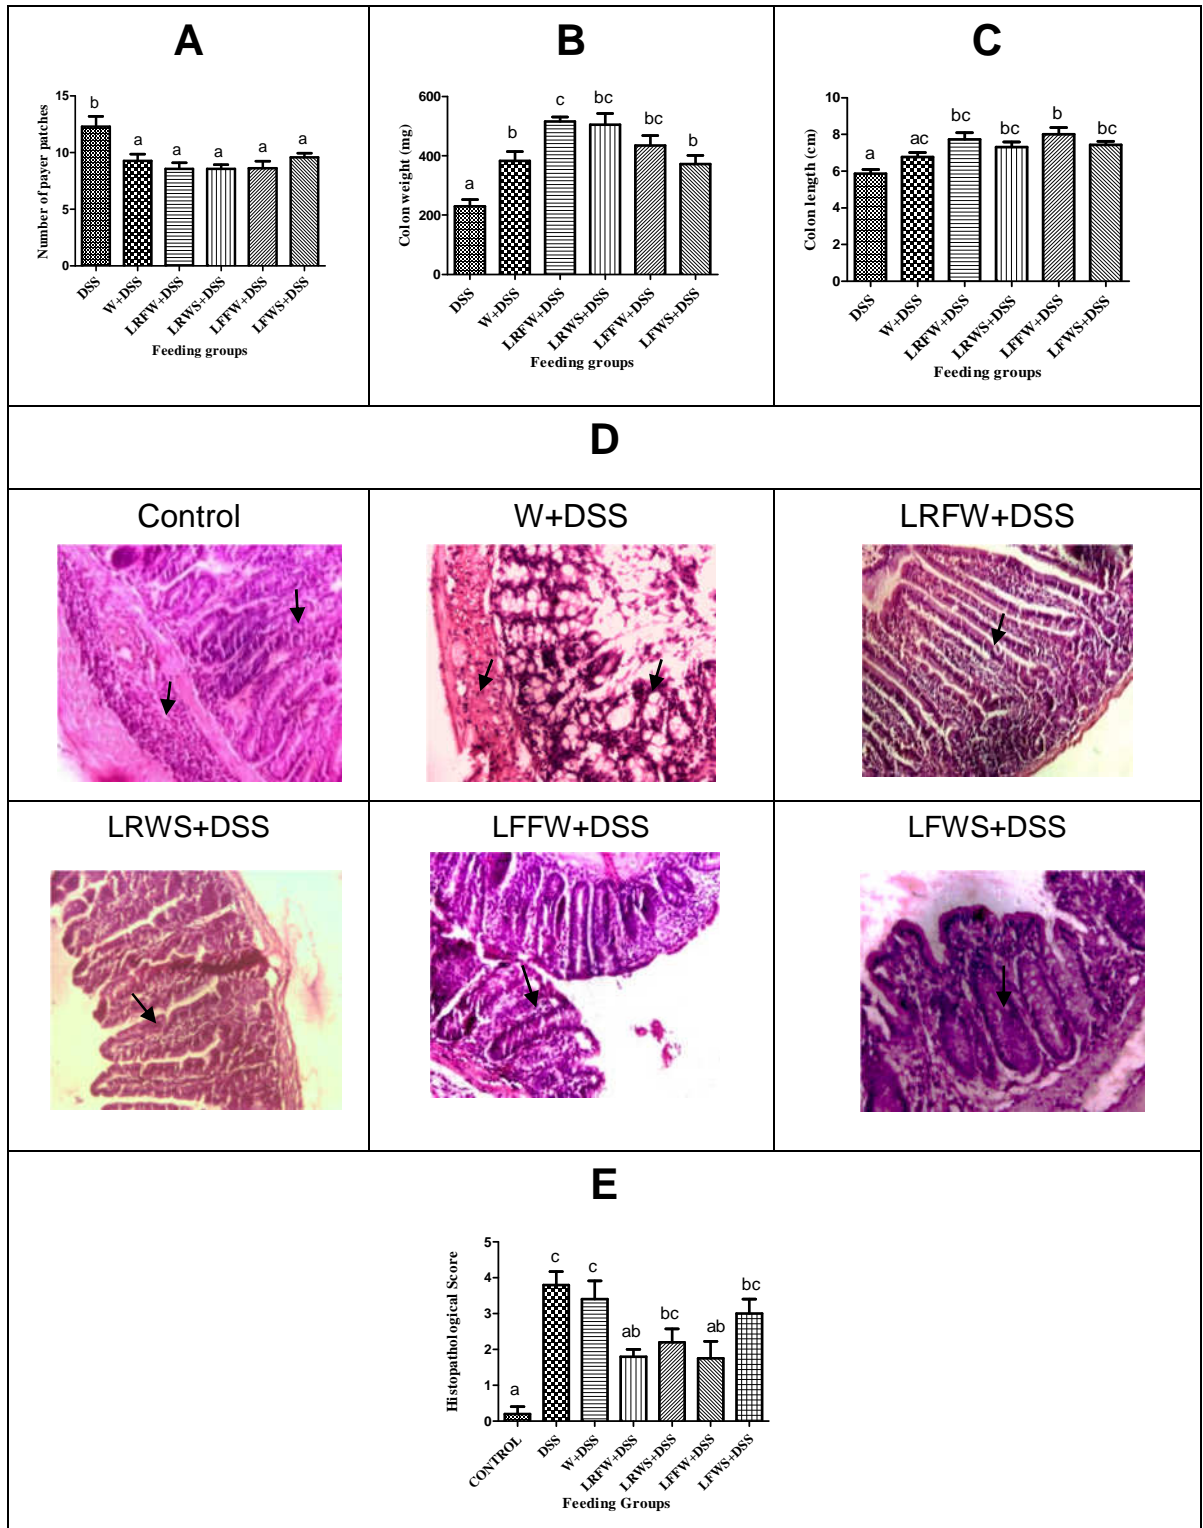 A
B
C
Number of payer patches
15
10
5
0
b
a
a
a
a
a
DSS
W+DSS
LRFW+DSS
LRWS+DSS
LFFW+DSS
LFWS+DSS
Feeding groups
Colon weight (mg)
600
400
200
0
a
b
c
bc
bc
b
DSS
W+DSS
LRFW+DSS
LRWS+DSS
LFFW+DSS
LFWS+DSS
Feeding groups
Colon length (cm)
10
8
6
4
2
0
a
ac
bc
bc
b
bc
DSS
W+DSS
LRFW+DSS
LRWS+DSS
LFFW+DSS
LFWS+DSS
Feeding groups
D
Control
W+DSS
LRFW+DSS
LRWS+DSS
LFFW+DSS
LFWS+DSS
E
Histopathological Score
5
4
3
2
1
0
a
c
c
ab
bc
ab
bc
CONTROL
DSS
W+DSS
LRFW+DSS
LRWS+DSS
LFFW+DSS
LFWS+DSS
Feeding Groups